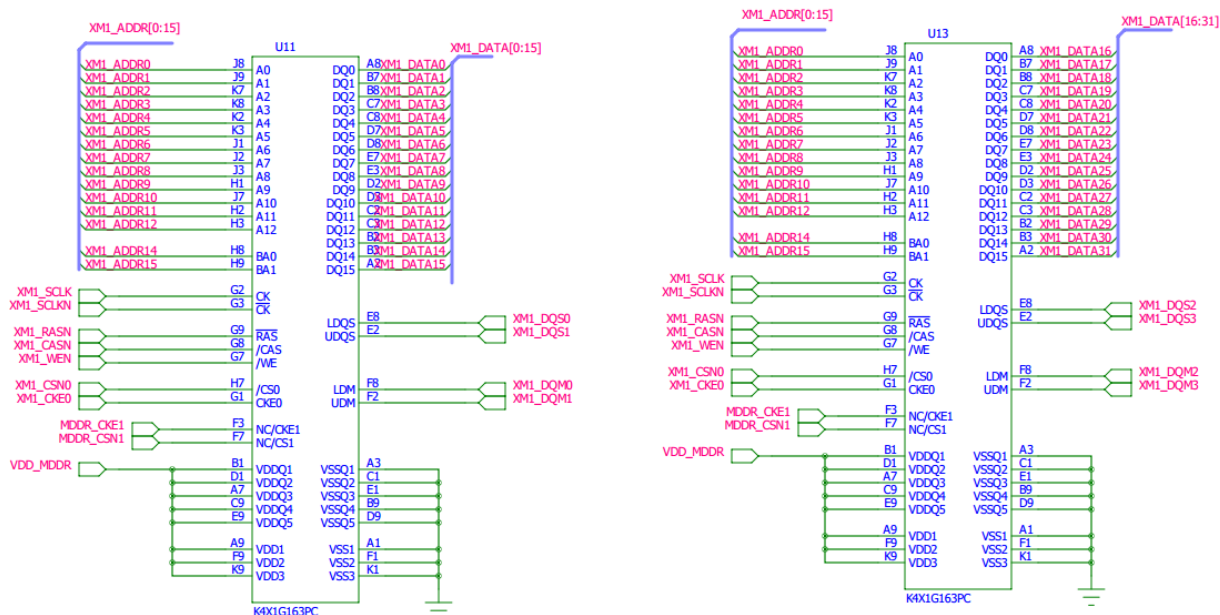 XM1_ADDR[0:15]
U11
XM1_DATA[0:15]
XM1_ADDR0 J8 A0 DQ0 A8 XM1_DATA0
XM1_ADDR1 J9 A1 DQ1 B7 XM1_DATA1
XM1_ADDR2 K7 A2 DQ2 B8 XM1_DATA2
XM1_ADDR3 K8 A3 DQ3 C7 XM1_DATA3
XM1_ADDR4 K2 A4 DQ4 C8 XM1_DATA4
XM1_ADDR5 K3 A5 DQ5 D7 XM1_DATA5
XM1_ADDR6 J1 A6 DQ6 D8 XM1_DATA6
XM1_ADDR7 J2 A7 DQ7 E7 XM1_DATA7
XM1_ADDR8 J3 A8 DQ8 E3 XM1_DATA8
XM1_ADDR9 H1 A9 DQ9 D2 XM1_DATA9
XM1_ADDR10 J7 A10 DQ10 D3 XM1_DATA10
XM1_ADDR11 H2 A11 DQ11 C2 XM1_DATA11
XM1_ADDR12 H3 A12 DQ12 C3 XM1_DATA12
DQ13 B2 XM1_DATA13
XM1_ADDR14 H8 BA0 DQ14 B3 XM1_DATA14
XM1_ADDR15 H9 BA1 DQ15 A2 XM1_DATA15
XM1_SCLK G2 CK
XM1_SCLKN G3 CK
LDQS E8 XM1_DQS0
XM1_RASN G9 RAS UDQS E2 XM1_DQS1
XM1_CASN G8 /CAS
XM1_WEN G7 /WE
XM1_CSN0 H7 /CS0 LDM F8 XM1_DQM0
XM1_CKE0 G1 CKE0 UDM F2 XM1_DQM1
MDDR_CKE1 F3 NC/CKE1
MDDR_CSN1 F7 NC/CS1
VDD_MDDR B1 VDDQ1 VSSQ1 A3
D1 VDDQ2 VSSQ2 C1
A7 VDDQ3 VSSQ3 E1
C9 VDDQ4 VSSQ4 B9
E9 VDDQ5 VSSQ5 D9
A9 VDD1 VSS1 A1
F9 VDD2 VSS2 F1
K9 VDD3 VSS3 K1
K4X1G163PC
XM1_ADDR[0:15]
U13
XM1_DATA[16:31]
XM1_ADDR0 J8 A0 DQ0 A8 XM1_DATA16
XM1_ADDR1 J9 A1 DQ1 B7 XM1_DATA17
XM1_ADDR2 K7 A2 DQ2 B8 XM1_DATA18
XM1_ADDR3 K8 A3 DQ3 C7 XM1_DATA19
XM1_ADDR4 K2 A4 DQ4 C8 XM1_DATA20
XM1_ADDR5 K3 A5 DQ5 D7 XM1_DATA21
XM1_ADDR6 J1 A6 DQ6 D8 XM1_DATA22
XM1_ADDR7 J2 A7 DQ7 E7 XM1_DATA23
XM1_ADDR8 J3 A8 DQ8 E3 XM1_DATA24
XM1_ADDR9 H1 A9 DQ9 D2 XM1_DATA25
XM1_ADDR10 J7 A10 DQ10 D3 XM1_DATA26
XM1_ADDR11 H2 A11 DQ11 C2 XM1_DATA27
XM1_ADDR12 H3 A12 DQ12 C3 XM1_DATA28
DQ13 B2 XM1_DATA29
XM1_ADDR14 H8 BA0 DQ14 B3 XM1_DATA30
XM1_ADDR15 H9 BA1 DQ15 A2 XM1_DATA31
XM1_SCLK G2 CK
XM1_SCLKN G3 CK
LDQS E8 XM1_DQS2
XM1_RASN G9 RAS UDQS E2 XM1_DQS3
XM1_CASN G8 /CAS
XM1_WEN G7 /WE
XM1_CSN0 H7 /CS0 LDM F8 XM1_DQM2
XM1_CKE0 G1 CKE0 UDM F2 XM1_DQM3
MDDR_CKE1 F3 NC/CKE1
MDDR_CSN1 F7 NC/CS1
VDD_MDDR B1 VDDQ1 VSSQ1 A3
D1 VDDQ2 VSSQ2 C1
A7 VDDQ3 VSSQ3 E1
C9 VDDQ4 VSSQ4 B9
E9 VDDQ5 VSSQ5 D9
A9 VDD1 VSS1 A1
F9 VDD2 VSS2 F1
K9 VDD3 VSS3 K1
K4X1G163PC